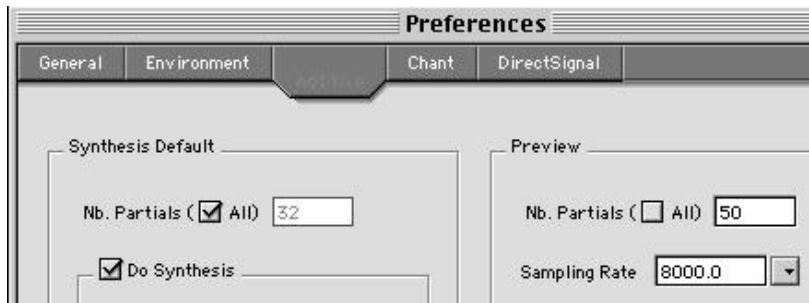 Preferences
General Environment Additive Chant DirectSignal
Synthesis Default
Nb. Partials ( All) 32
Do Synthesis
Preview
Nb. Partials ( All) 50
Sampling Rate 8000.0